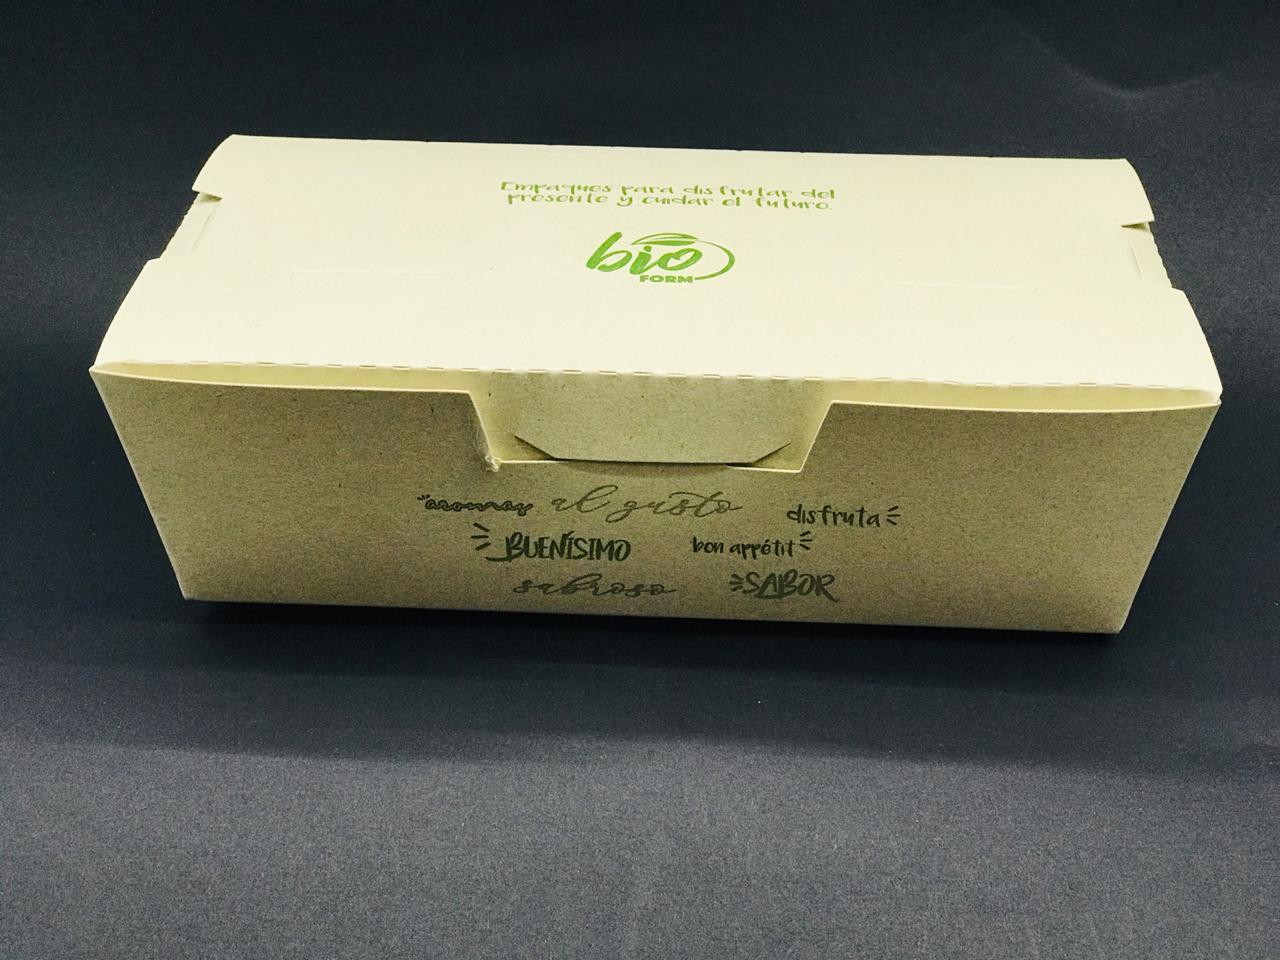 Empaques para disfrutar del
presente y cuidar el futuro.
bio
FORM
aromas al gusto disfruta
BUENÍSIMO bon appétit
sabroso SABOR